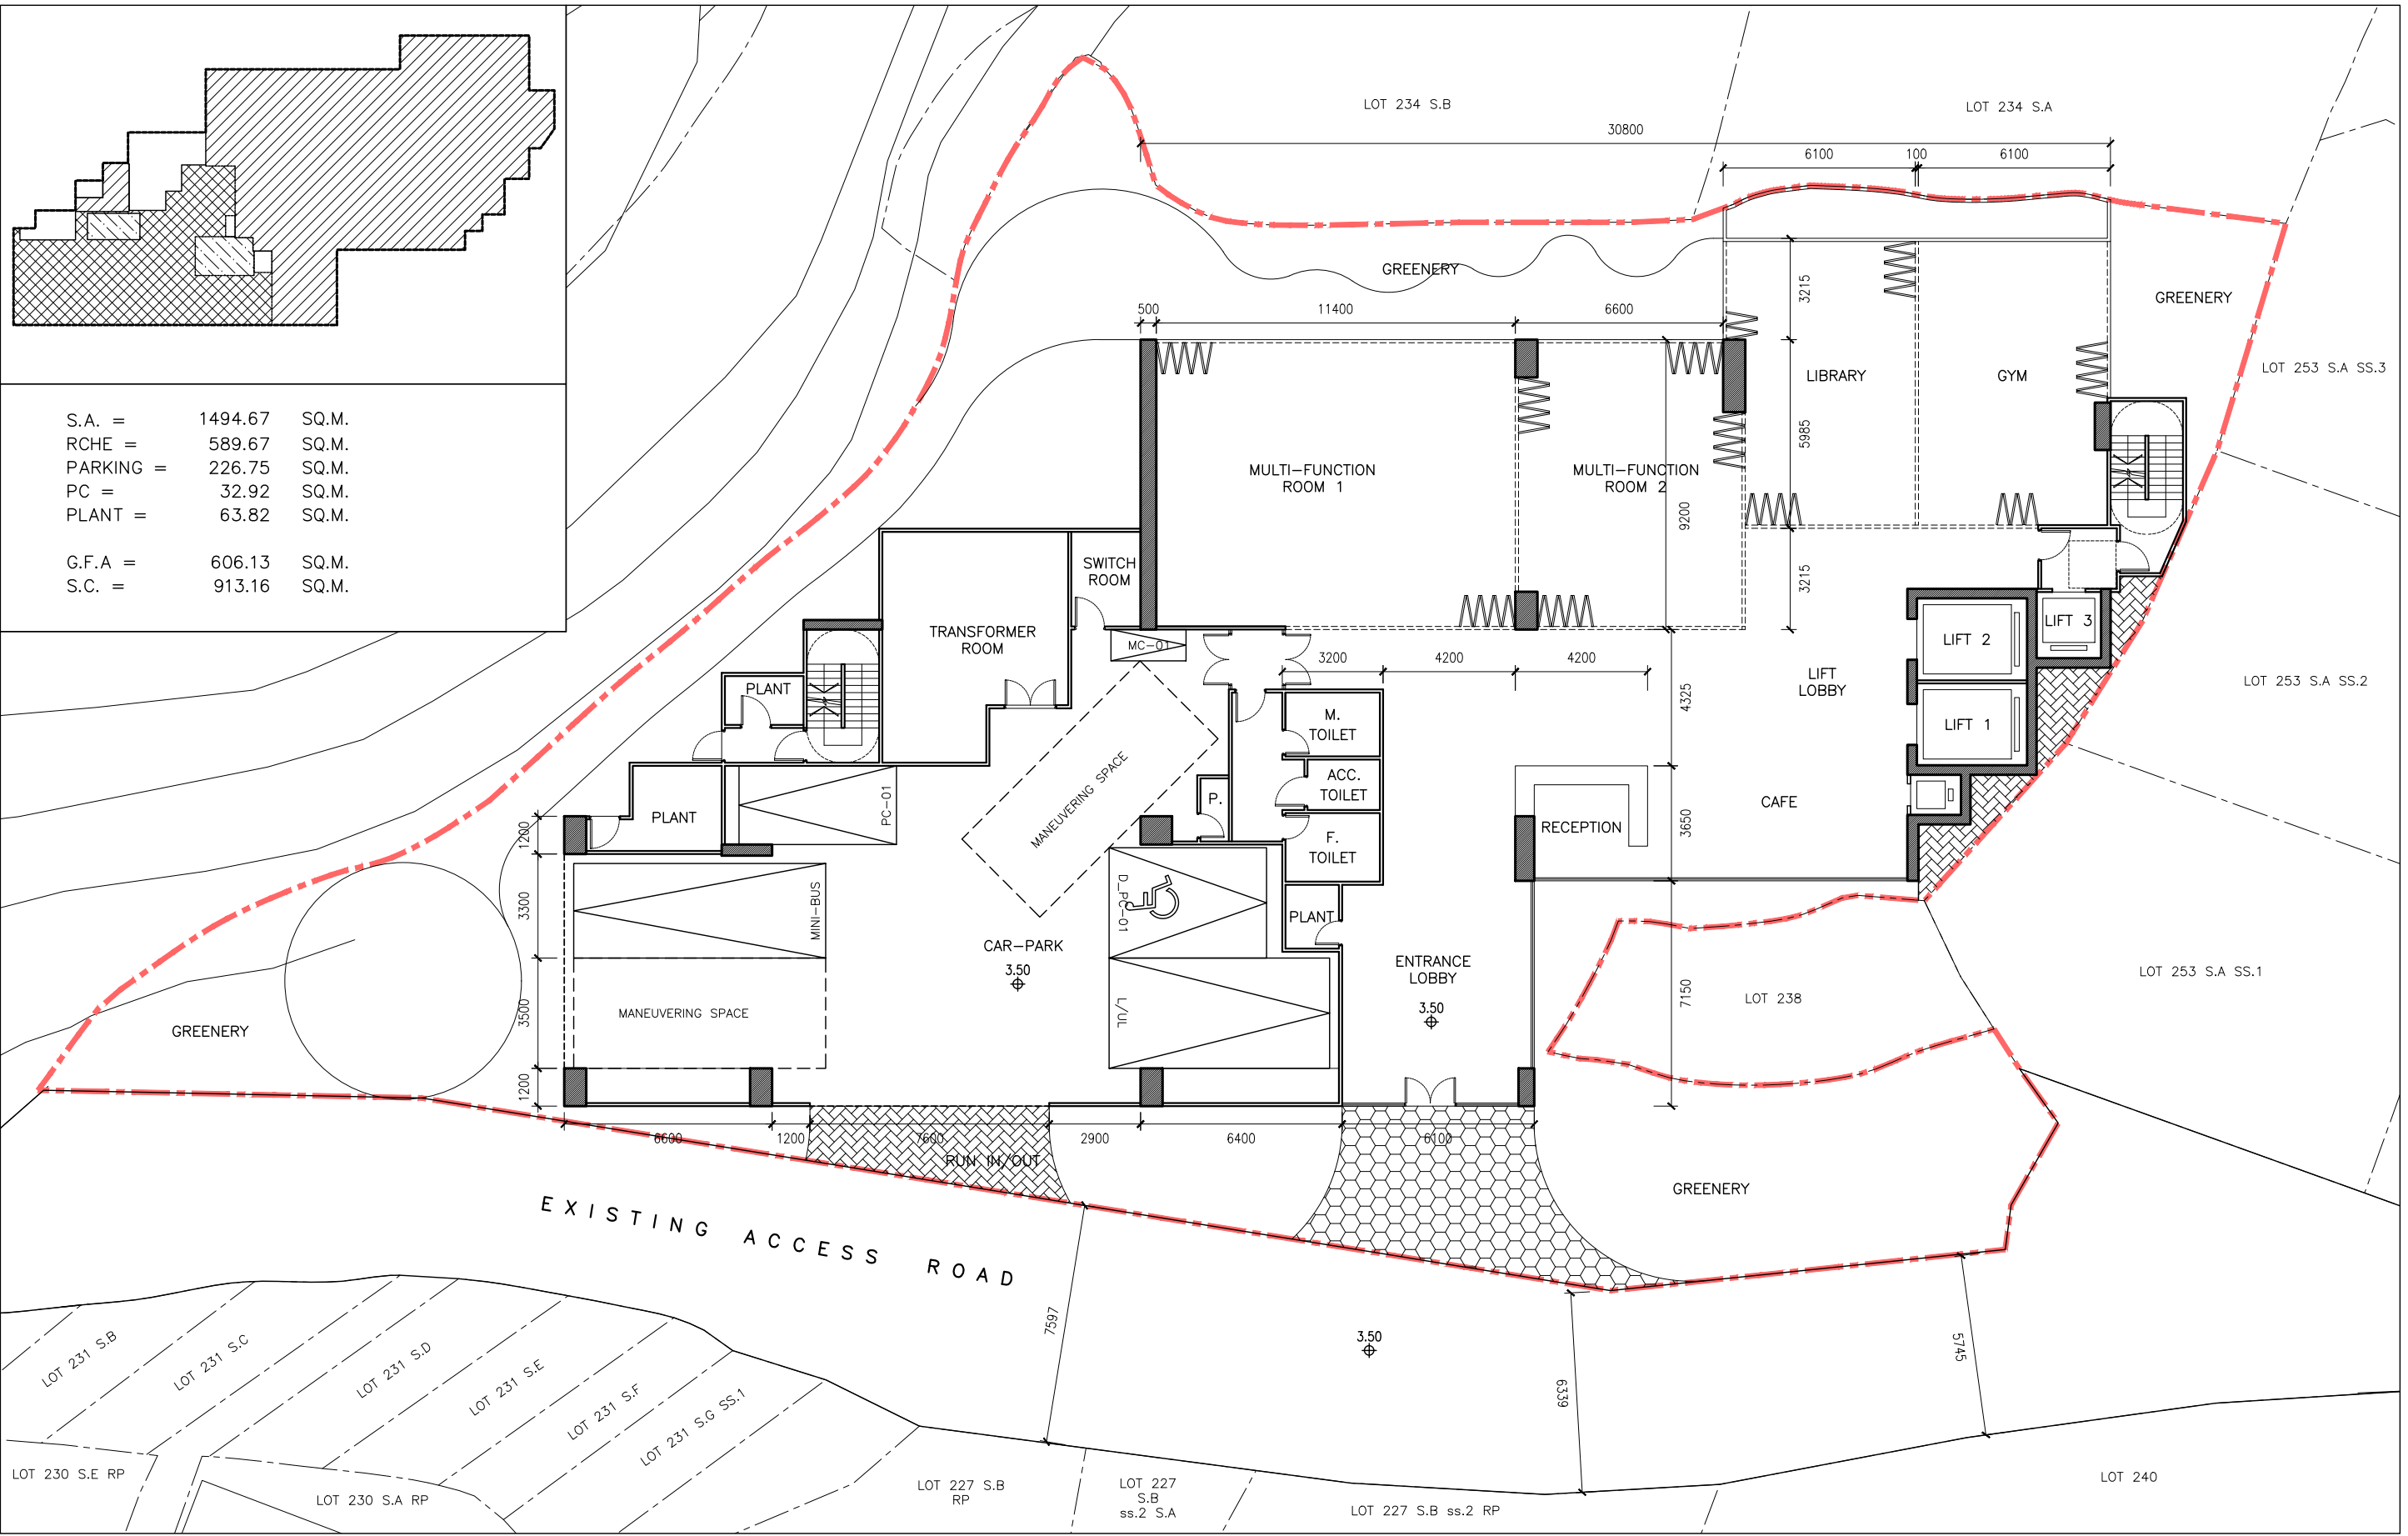 LOT 234 S.B
LOT 234 S.A
30800
6100
100
6100
GREENERY
GREENERY
3215
500
11400
6600
LIBRARY
GYM
LOT 253 S.A SS.3
S.A. = 1494.67 SQ.M.
RCHE = 589.67 SQ.M.
PARKING = 226.75 SQ.M.
PC = 32.92 SQ.M.
PLANT = 63.82 SQ.M.
G.F.A = 606.13 SQ.M.
S.C. = 913.16 SQ.M.
5985
MULTI-FUNCTION
ROOM 1
MULTI-FUNCTION
ROOM 2
9200
SWITCH
ROOM
3215
TRANSFORMER
ROOM
MC-01
LIFT 3
LIFT 2
3200
4200
4200
LIFT
LOBBY
LOT 253 S.A SS.2
PLANT
4325
M.
TOILET
LIFT 1
MANEUVERING SPACE
ACC.
TOILET
P.
PC-01
CAFE
PLANT
1200
RECEPTION
3650
F.
TOILET
MINI-BUS
3300
D_PC-01
PLANT
CAR-PARK
3.50
ENTRANCE
LOBBY
3.50
LOT 253 S.A SS.1
LOT 238
7150
L/UL
MANEUVERING SPACE
3500
GREENERY
1200
6600
1200
7600
2900
6400
6100
RUN IN/OUT
GREENERY
EXISTING ACCESS ROAD
7597
3.50
6339
5745
LOT 231 S.B
LOT 231 S.C
LOT 231 S.D
LOT 231 S.E
LOT 231 S.F
LOT 231 S.G SS.1
LOT 230 S.E RP
LOT 230 S.A RP
LOT 227 S.B
RP
LOT 227
S.B
ss.2 S.A
LOT 227 S.B ss.2 RP
LOT 240